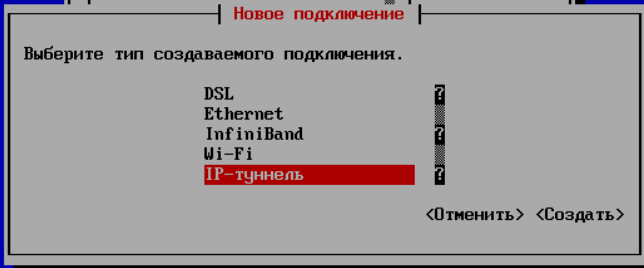 Новое подключение
Выберите тип создаваемого подключения.
DSL ?
Ethernet
InfiniBand ?
Wi-Fi
IP-туннель ?
<Отменить> <Создать>